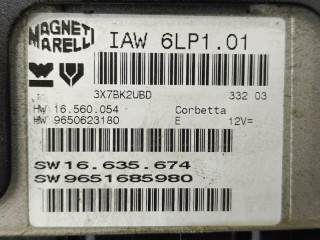 MAGNETI MARELLI
IAW 6LP1.01
3X7BK2UBD 332 03
HW 16.560.054 Corbetta
HW 9650623180 E 12V=
SW 16.635.674
SW 9651685980